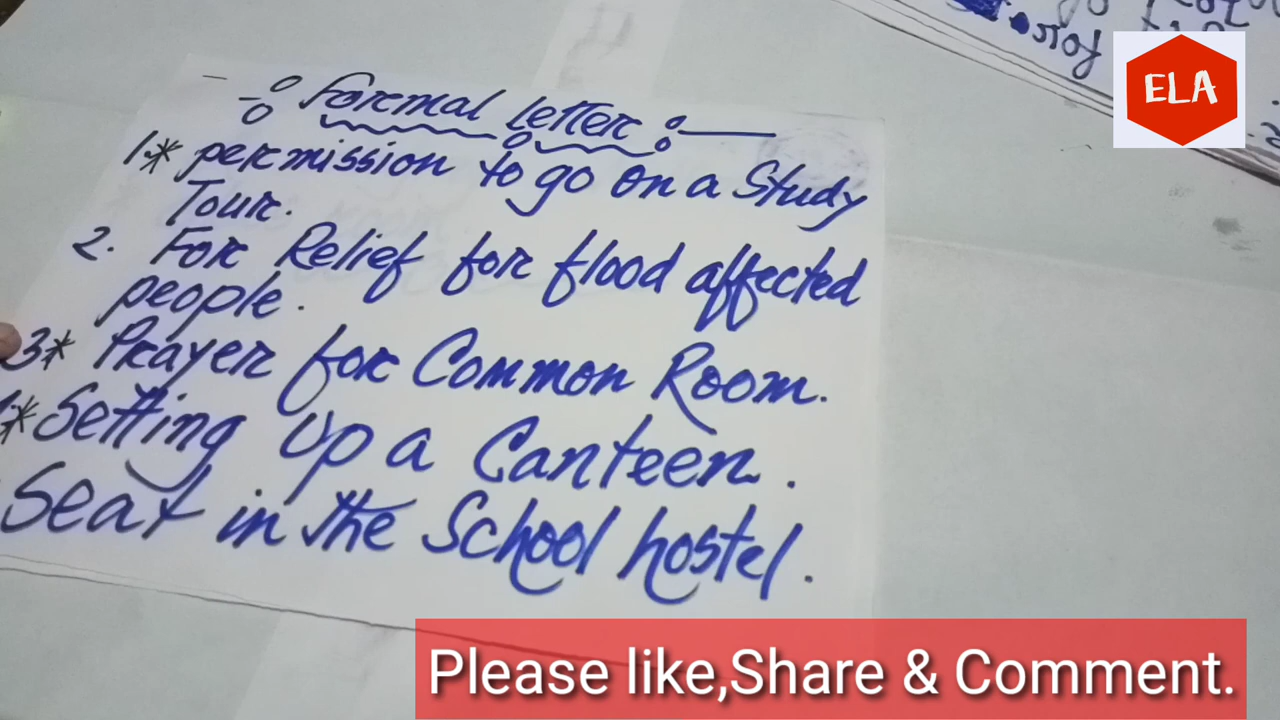 Formal Letter
1.* permission to go on a Study
Tour.
2. For Relief for flood affected
people.
3* Prayer for Common Room.
* Setting Up a Canteen.
Seat in the School hostel.
for
ELA
Please like,Share & Comment.